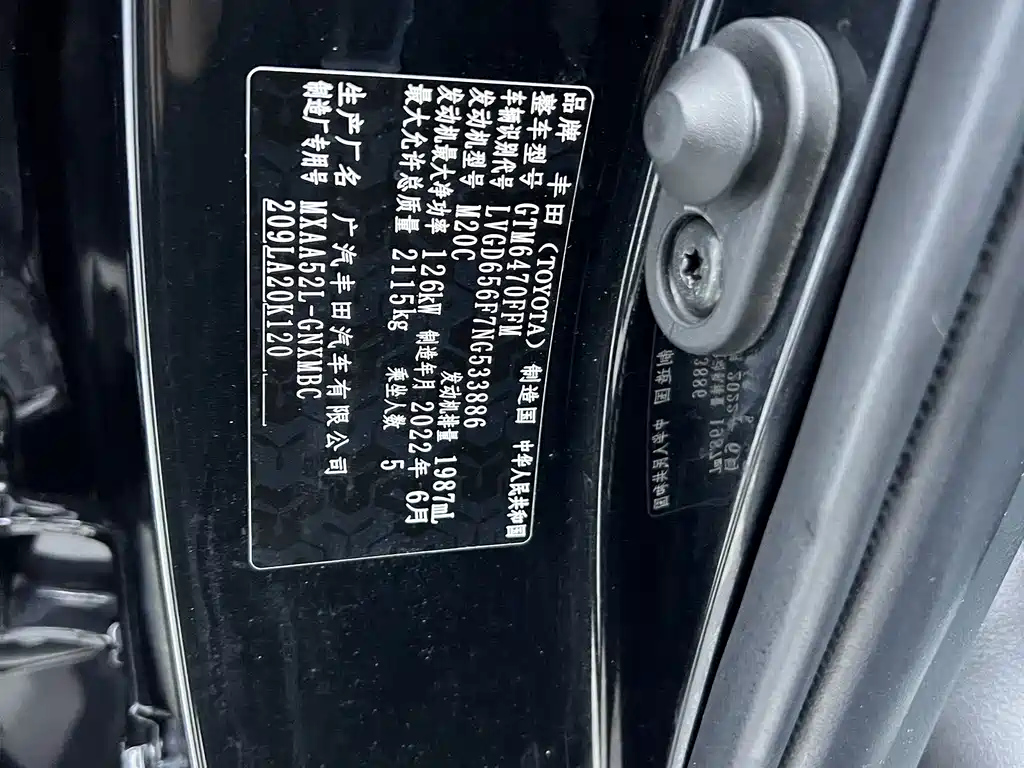 品牌 丰田(TOYOTA) 制造国 中华人民共和国
整车型号 GTM6470FFM
车辆识别代号 LVGD656F7NG533886
发动机型号 M20C 发动机排量 1987mL
发动机最大净功率 126kW 制造年月 2022年 6月
最大允许总质量 2115kg 乘坐人数 5
生产厂名 广汽丰田汽车有限公司
制造厂专用号 MXAA52L-GNXMBC
209LA20K120